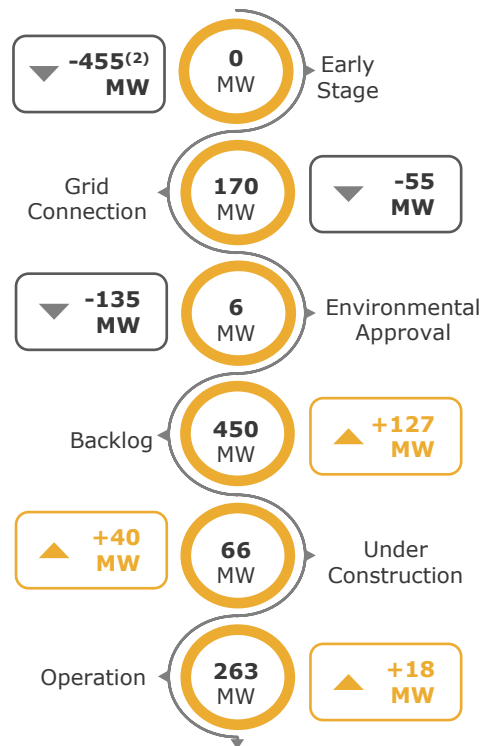 -455(2)
MW
0
MW
Early
Stage
Grid
Connection
170
MW
-55
MW
-135
MW
6
MW
Environmental
Approval
Backlog
450
MW
+127
MW
+40
MW
66
MW
Under
Construction
Operation
263
MW
+18
MW